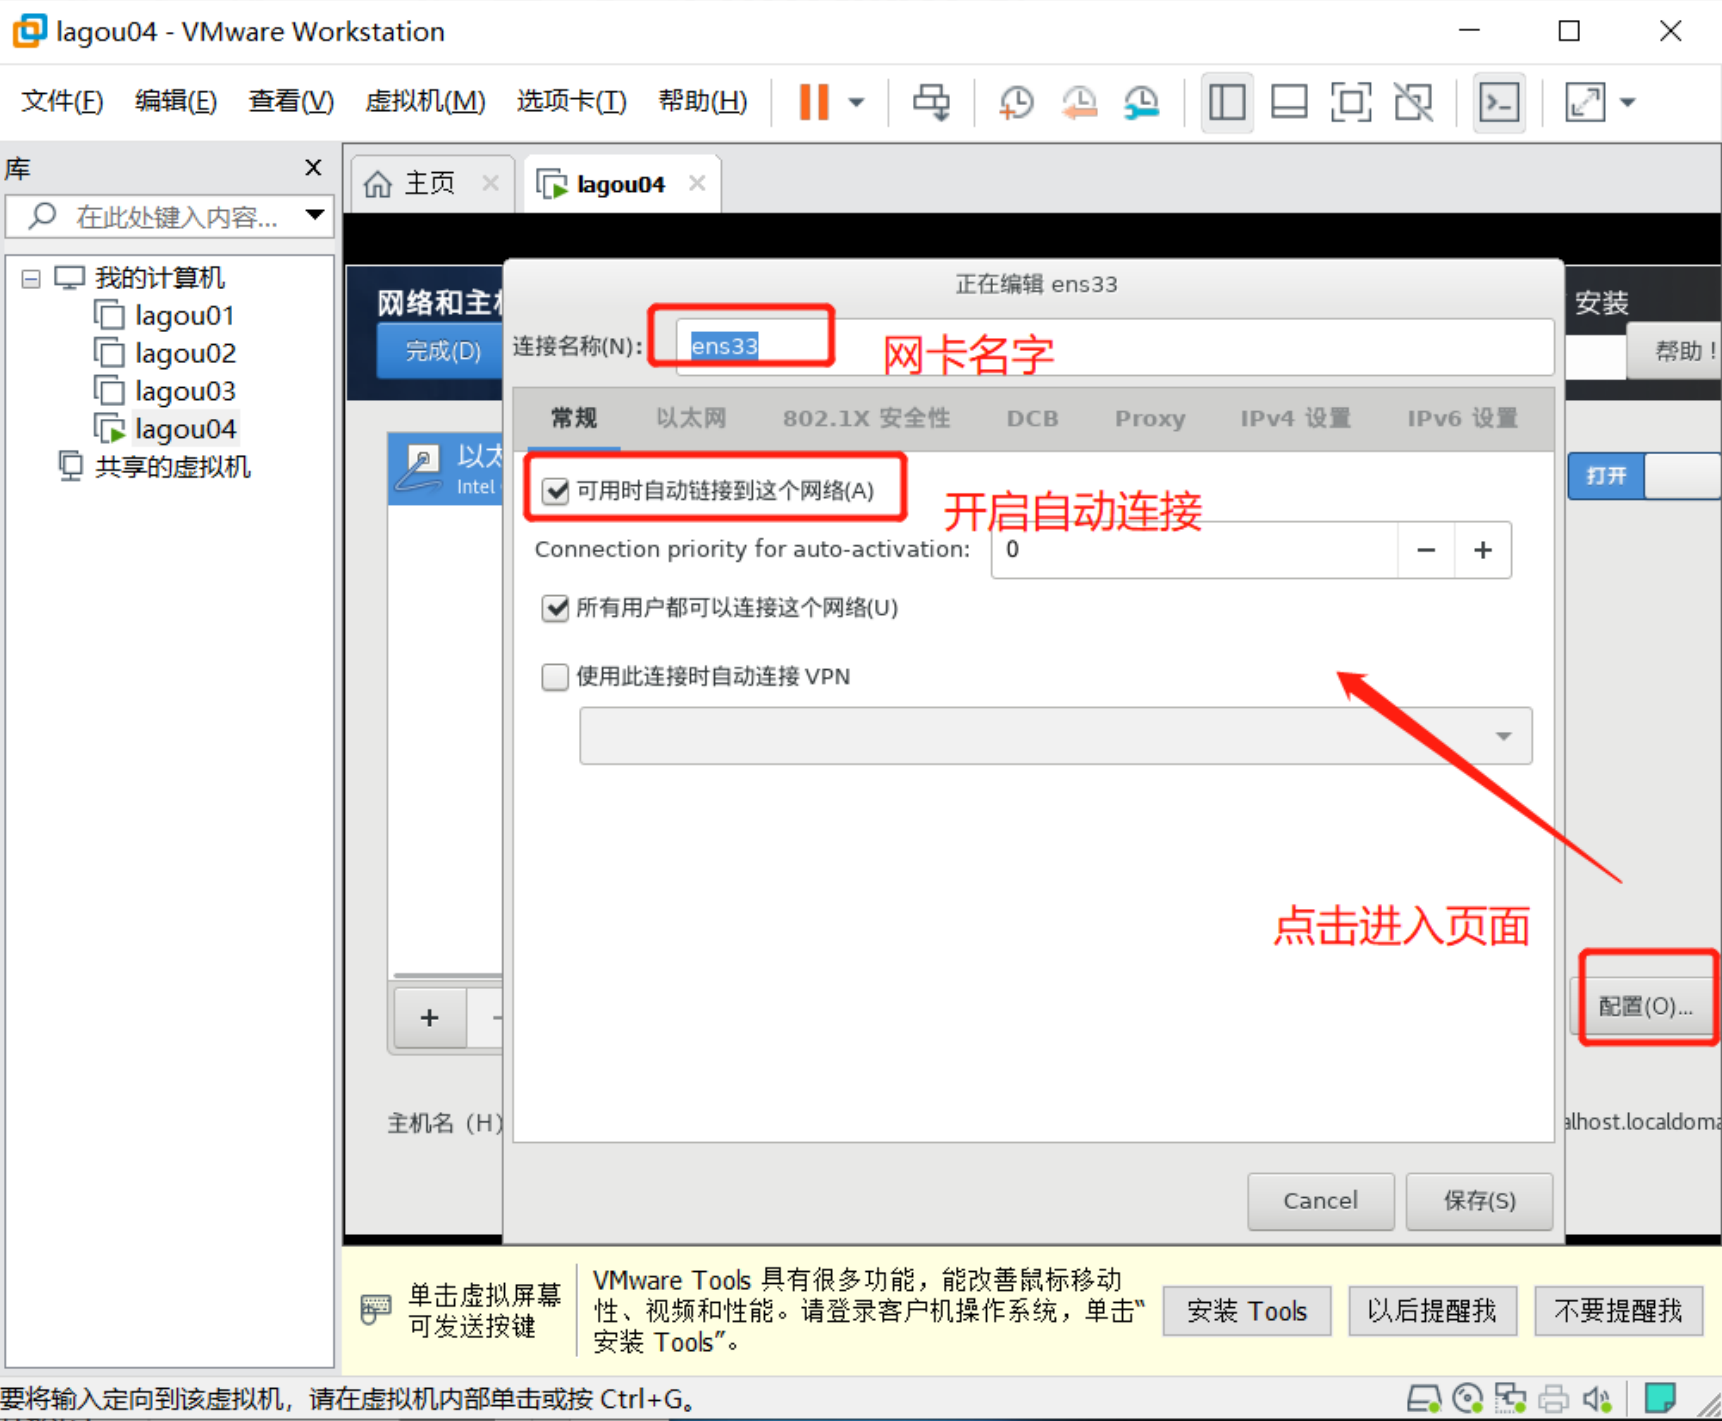 lagou04 - VMware Workstation
文件(F) 编辑(E) 查看(V) 虚拟机(M) 选项卡(T) 帮助(H)
库
主页
lagou04
在此处键入内容...
我的计算机
lagou01
lagou02
lagou03
lagou04
共享的虚拟机
网络和主机
安装
完成(D)
帮助！
正在编辑 ens33
连接名称(N): ens33
网卡名字
常规 以太网 802.1X 安全性 DCB Proxy IPv4 设置 IPv6 设置
以太
Intel
打开
可用时自动链接到这个网络(A)
开启自动连接
Connection priority for auto-activation: 0 − +
所有用户都可以连接这个网络(U)
使用此连接时自动连接 VPN
点击进入页面
配置(O)...
+ -
主机名（H）
alhost.localdoma
Cancel 保存(S)
单击虚拟屏幕
可发送按键
VMware Tools 具有很多功能，能改善鼠标移动
性、视频和性能。请登录客户机操作系统，单击“
安装 Tools”。
安装 Tools 以后提醒我 不要提醒我
要将输入定向到该虚拟机，请在虚拟机内部单击或按 Ctrl+G。